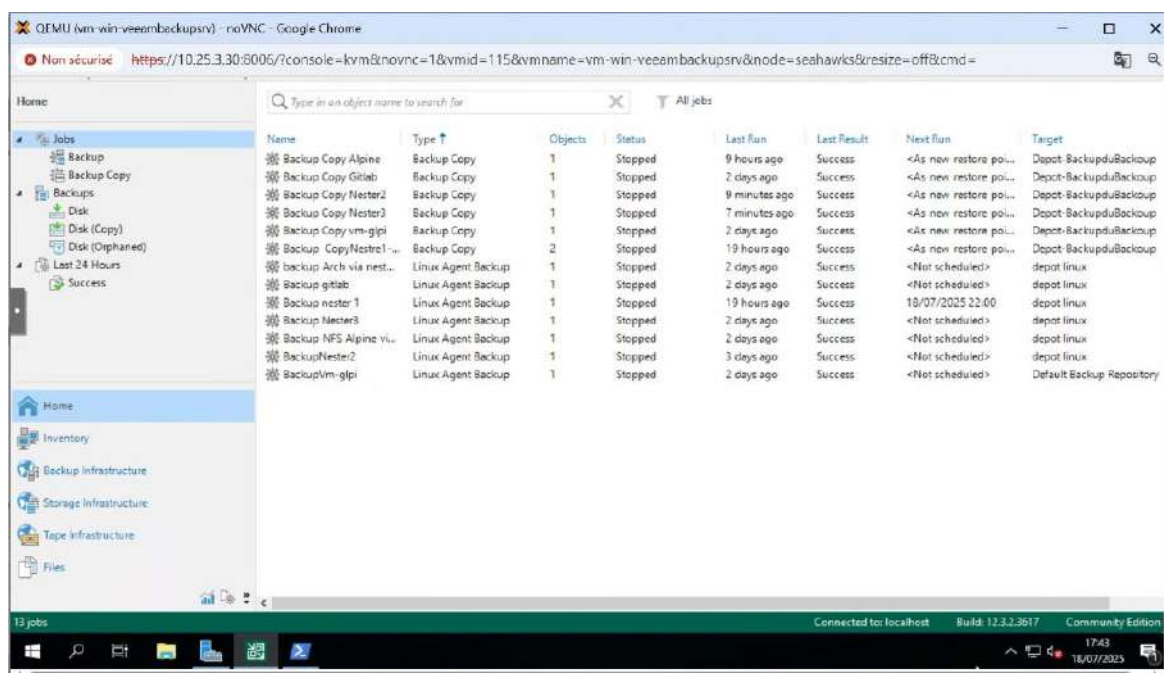 QEMU (vm-win-veeambackupsrv) - noVNC - Google Chrome
Non sécurisé https://10.25.3.30:8006/?console=kvm&novnc=1&vmid=115&vmname=vm-win-veeambackupsrv&node=seahawks&resize=off&cmd=
Home
Type in an object name to search for
All jobs
Jobs
Backup
Backup Copy
Backups
Disk
Disk (Copy)
Disk (Orphaned)
Last 24 Hours
Success
Name Type Objects Status Last Run Last Result Next Run Target
Backup Copy Alpine Backup Copy 1 Stopped 9 hours ago Success <As new restore poi... Depot-BackupduBackoup
Backup Copy Gitlab Backup Copy 1 Stopped 2 days ago Success <As new restore poi... Depot-BackupduBackoup
Backup Copy Nester2 Backup Copy 1 Stopped 9 minutes ago Success <As new restore poi... Depot-BackupduBackoup
Backup Copy Nester3 Backup Copy 1 Stopped 7 minutes ago Success <As new restore poi... Depot-BackupduBackoup
Backup Copy vm-glpi Backup Copy 1 Stopped 2 days ago Success <As new restore poi... Depot-BackupduBackoup
Backup CopyNestre1-... Backup Copy 2 Stopped 19 hours ago Success <As new restore poi... Depot-BackupduBackoup
backup Arch via nest... Linux Agent Backup 1 Stopped 2 days ago Success <Not scheduled> depot linux
Backup gitlab Linux Agent Backup 1 Stopped 2 days ago Success <Not scheduled> depot linux
Backup nester 1 Linux Agent Backup 1 Stopped 19 hours ago Success 18/07/2025 22:00 depot linux
Backup Nester3 Linux Agent Backup 1 Stopped 2 days ago Success <Not scheduled> depot linux
Backup NFS Alpine vi... Linux Agent Backup 1 Stopped 2 days ago Success <Not scheduled> depot linux
BackupNester2 Linux Agent Backup 1 Stopped 3 days ago Success <Not scheduled> depot linux
BackupVm-glpi Linux Agent Backup 1 Stopped 2 days ago Success <Not scheduled> Default Backup Repository
Home
Inventory
Backup Infrastructure
Storage Infrastructure
Tape Infrastructure
Files
13 jobs
Connected to: localhost Build: 12.3.2.3617 Community Edition
17:43
18/07/2025